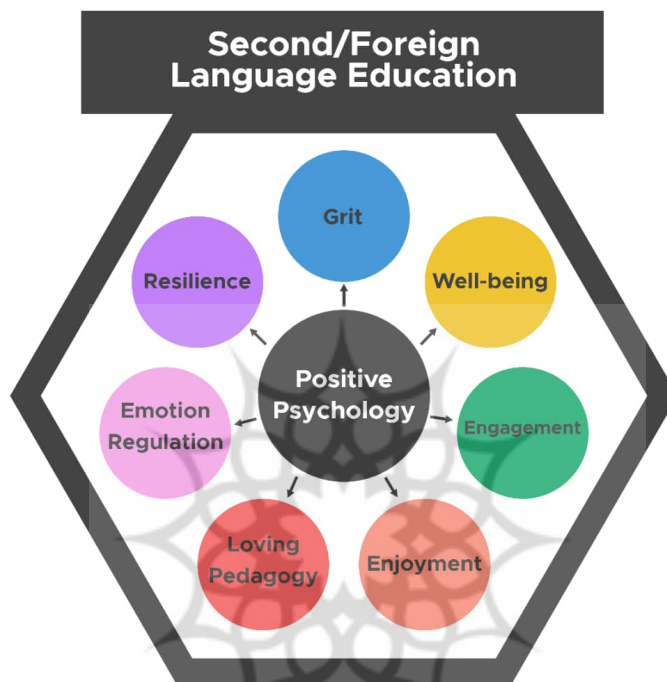 Second/Foreign
Language Education
Grit
Resilience
Well-being
Positive
Psychology
Emotion
Regulation
Engagement
Loving
Pedagogy
Enjoyment